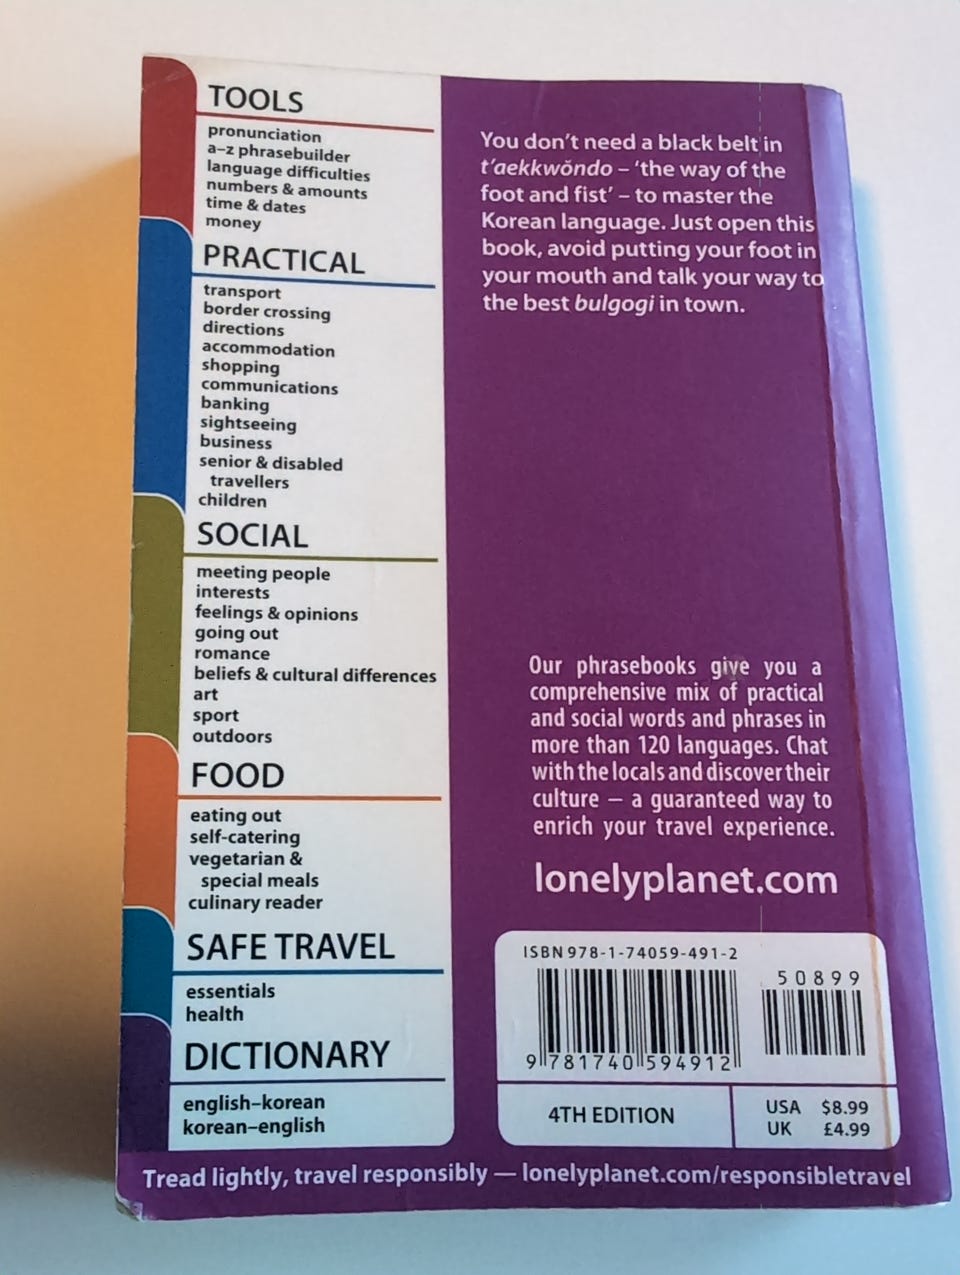 TOOLS
pronunciation
a–z phrasebuilder
language difficulties
numbers & amounts
time & dates
money
PRACTICAL
transport
border crossing
directions
accommodation
shopping
communications
banking
sightseeing
business
senior & disabled
travellers
children
SOCIAL
meeting people
interests
feelings & opinions
going out
romance
beliefs & cultural differences
art
sport
outdoors
FOOD
eating out
self-catering
vegetarian &
special meals
culinary reader
SAFE TRAVEL
essentials
health
DICTIONARY
english–korean
korean–english
You don't need a black belt in
t'aekkwŏndo – 'the way of the
foot and fist' – to master the
Korean language. Just open this
book, avoid putting your foot in
your mouth and talk your way to
the best bulgogi in town.
Our phrasebooks give you a
comprehensive mix of practical
and social words and phrases in
more than 120 languages. Chat
with the locals and discover their
culture – a guaranteed way to
enrich your travel experience.
lonelyplanet.com
ISBN 978-1-74059-491-2
50899
9 781740 594912
4TH EDITION
USA $8.99
UK £4.99
Tread lightly, travel responsibly — lonelyplanet.com/responsibletravel